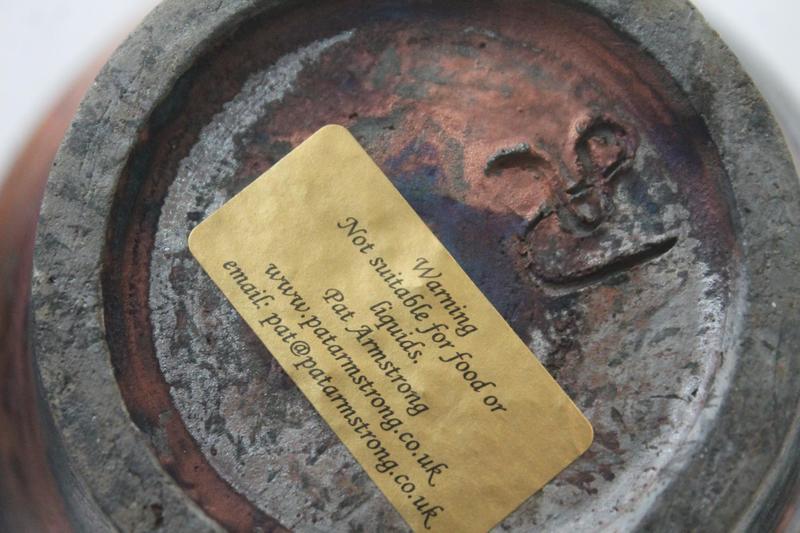 Warning
Not suitable for food or
liquids.
Pat Armstrong
www.patarmstrong.co.uk
email: pat@patarmstrong.co.uk